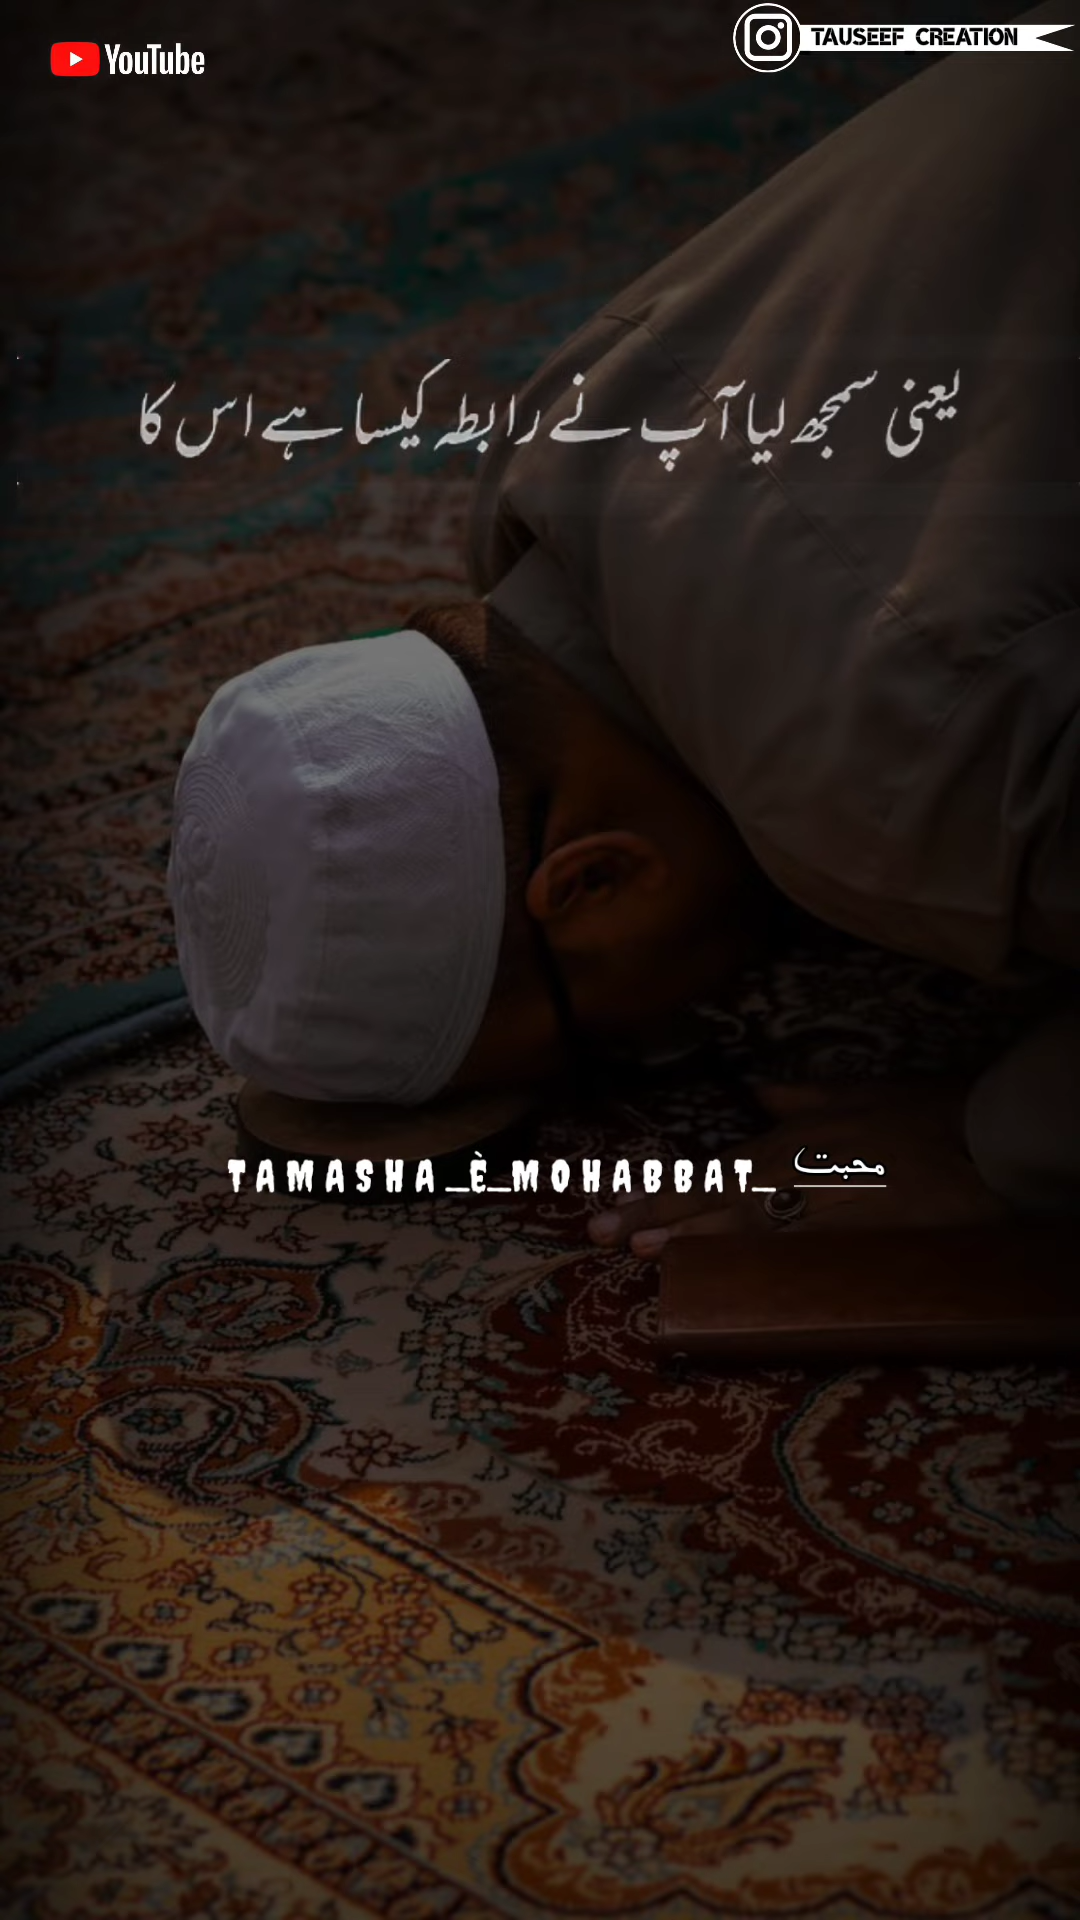 YouTube
TAUSEEF CREATION
یعنی سمجھ لیا آپ نے رابطہ کیسا ہے اس کا
TAMASHA_È_MOHABBAT_ محبت